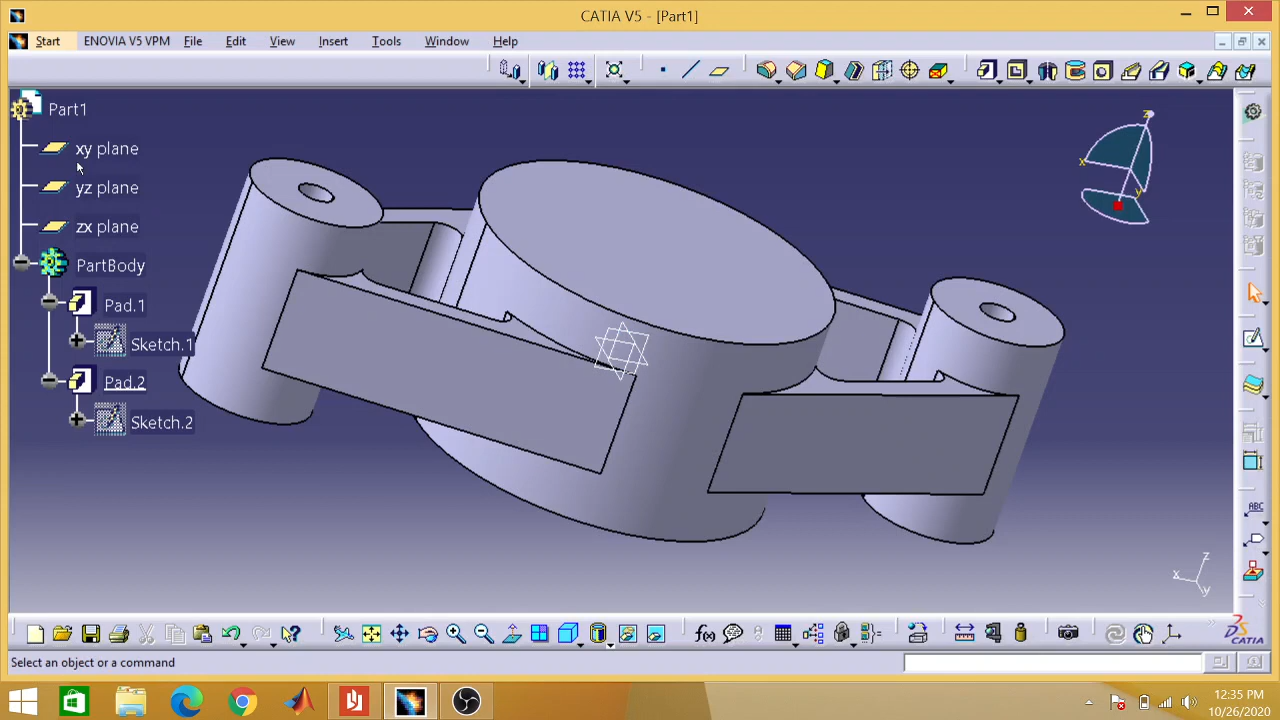 CATIA V5 - [Part1]
Start ENOVIA V5 VPM File Edit View Insert Tools Window Help
Part1
xy plane
yz plane
zx plane
PartBody
Pad.1
Sketch.1
Pad.2
Sketch.2
z
x
y
ABC
z
x
y
f(x)
CATIA
Select an object or a command
12:35 PM
10/26/2020